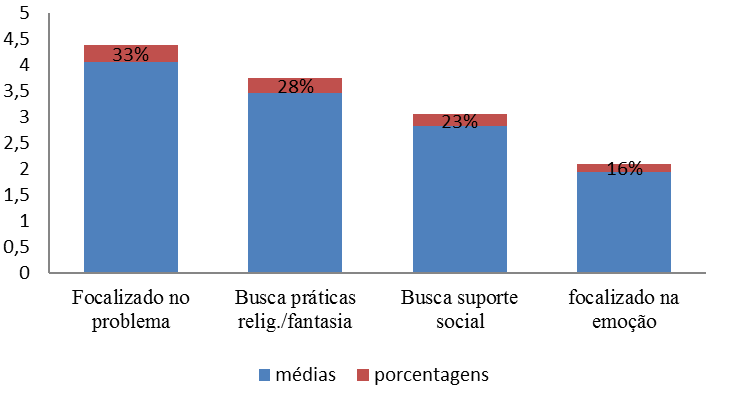 5
4,5
4
3,5
3
2,5
2
1,5
1
0,5
0
33%
28%
23%
16%
Focalizado no
problema
Busca práticas
relig./fantasia
Busca suporte
social
focalizado na
emoção
médias
porcentagens